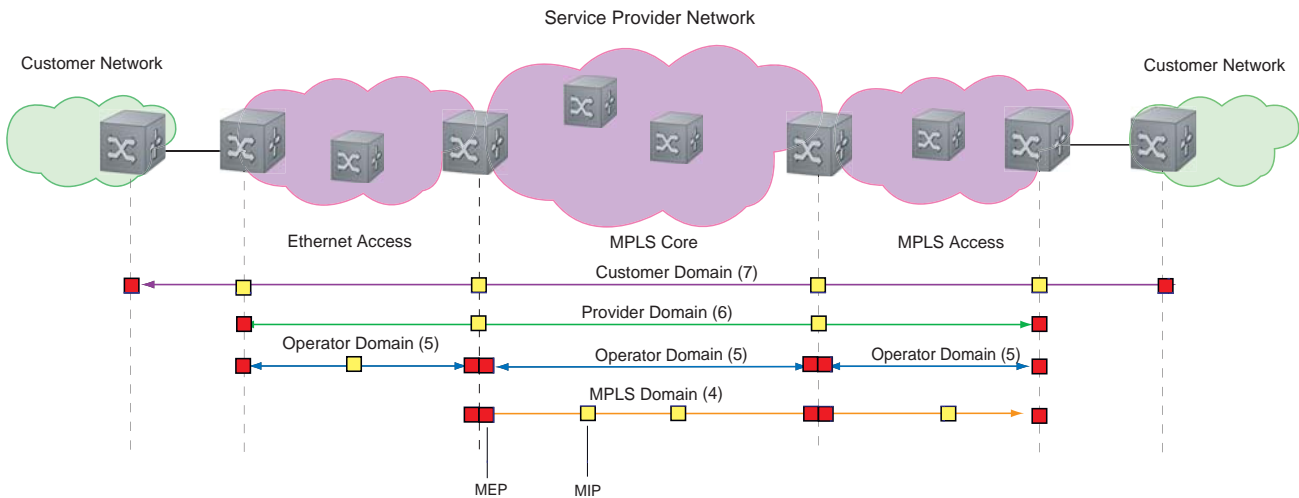 Service Provider Network
Customer Network
Customer Network
Ethernet Access
MPLS Core
MPLS Access
Customer Domain (7)
Provider Domain (6)
Operator Domain (5)
Operator Domain (5)
Operator Domain (5)
MPLS Domain (4)
MEP
MIP